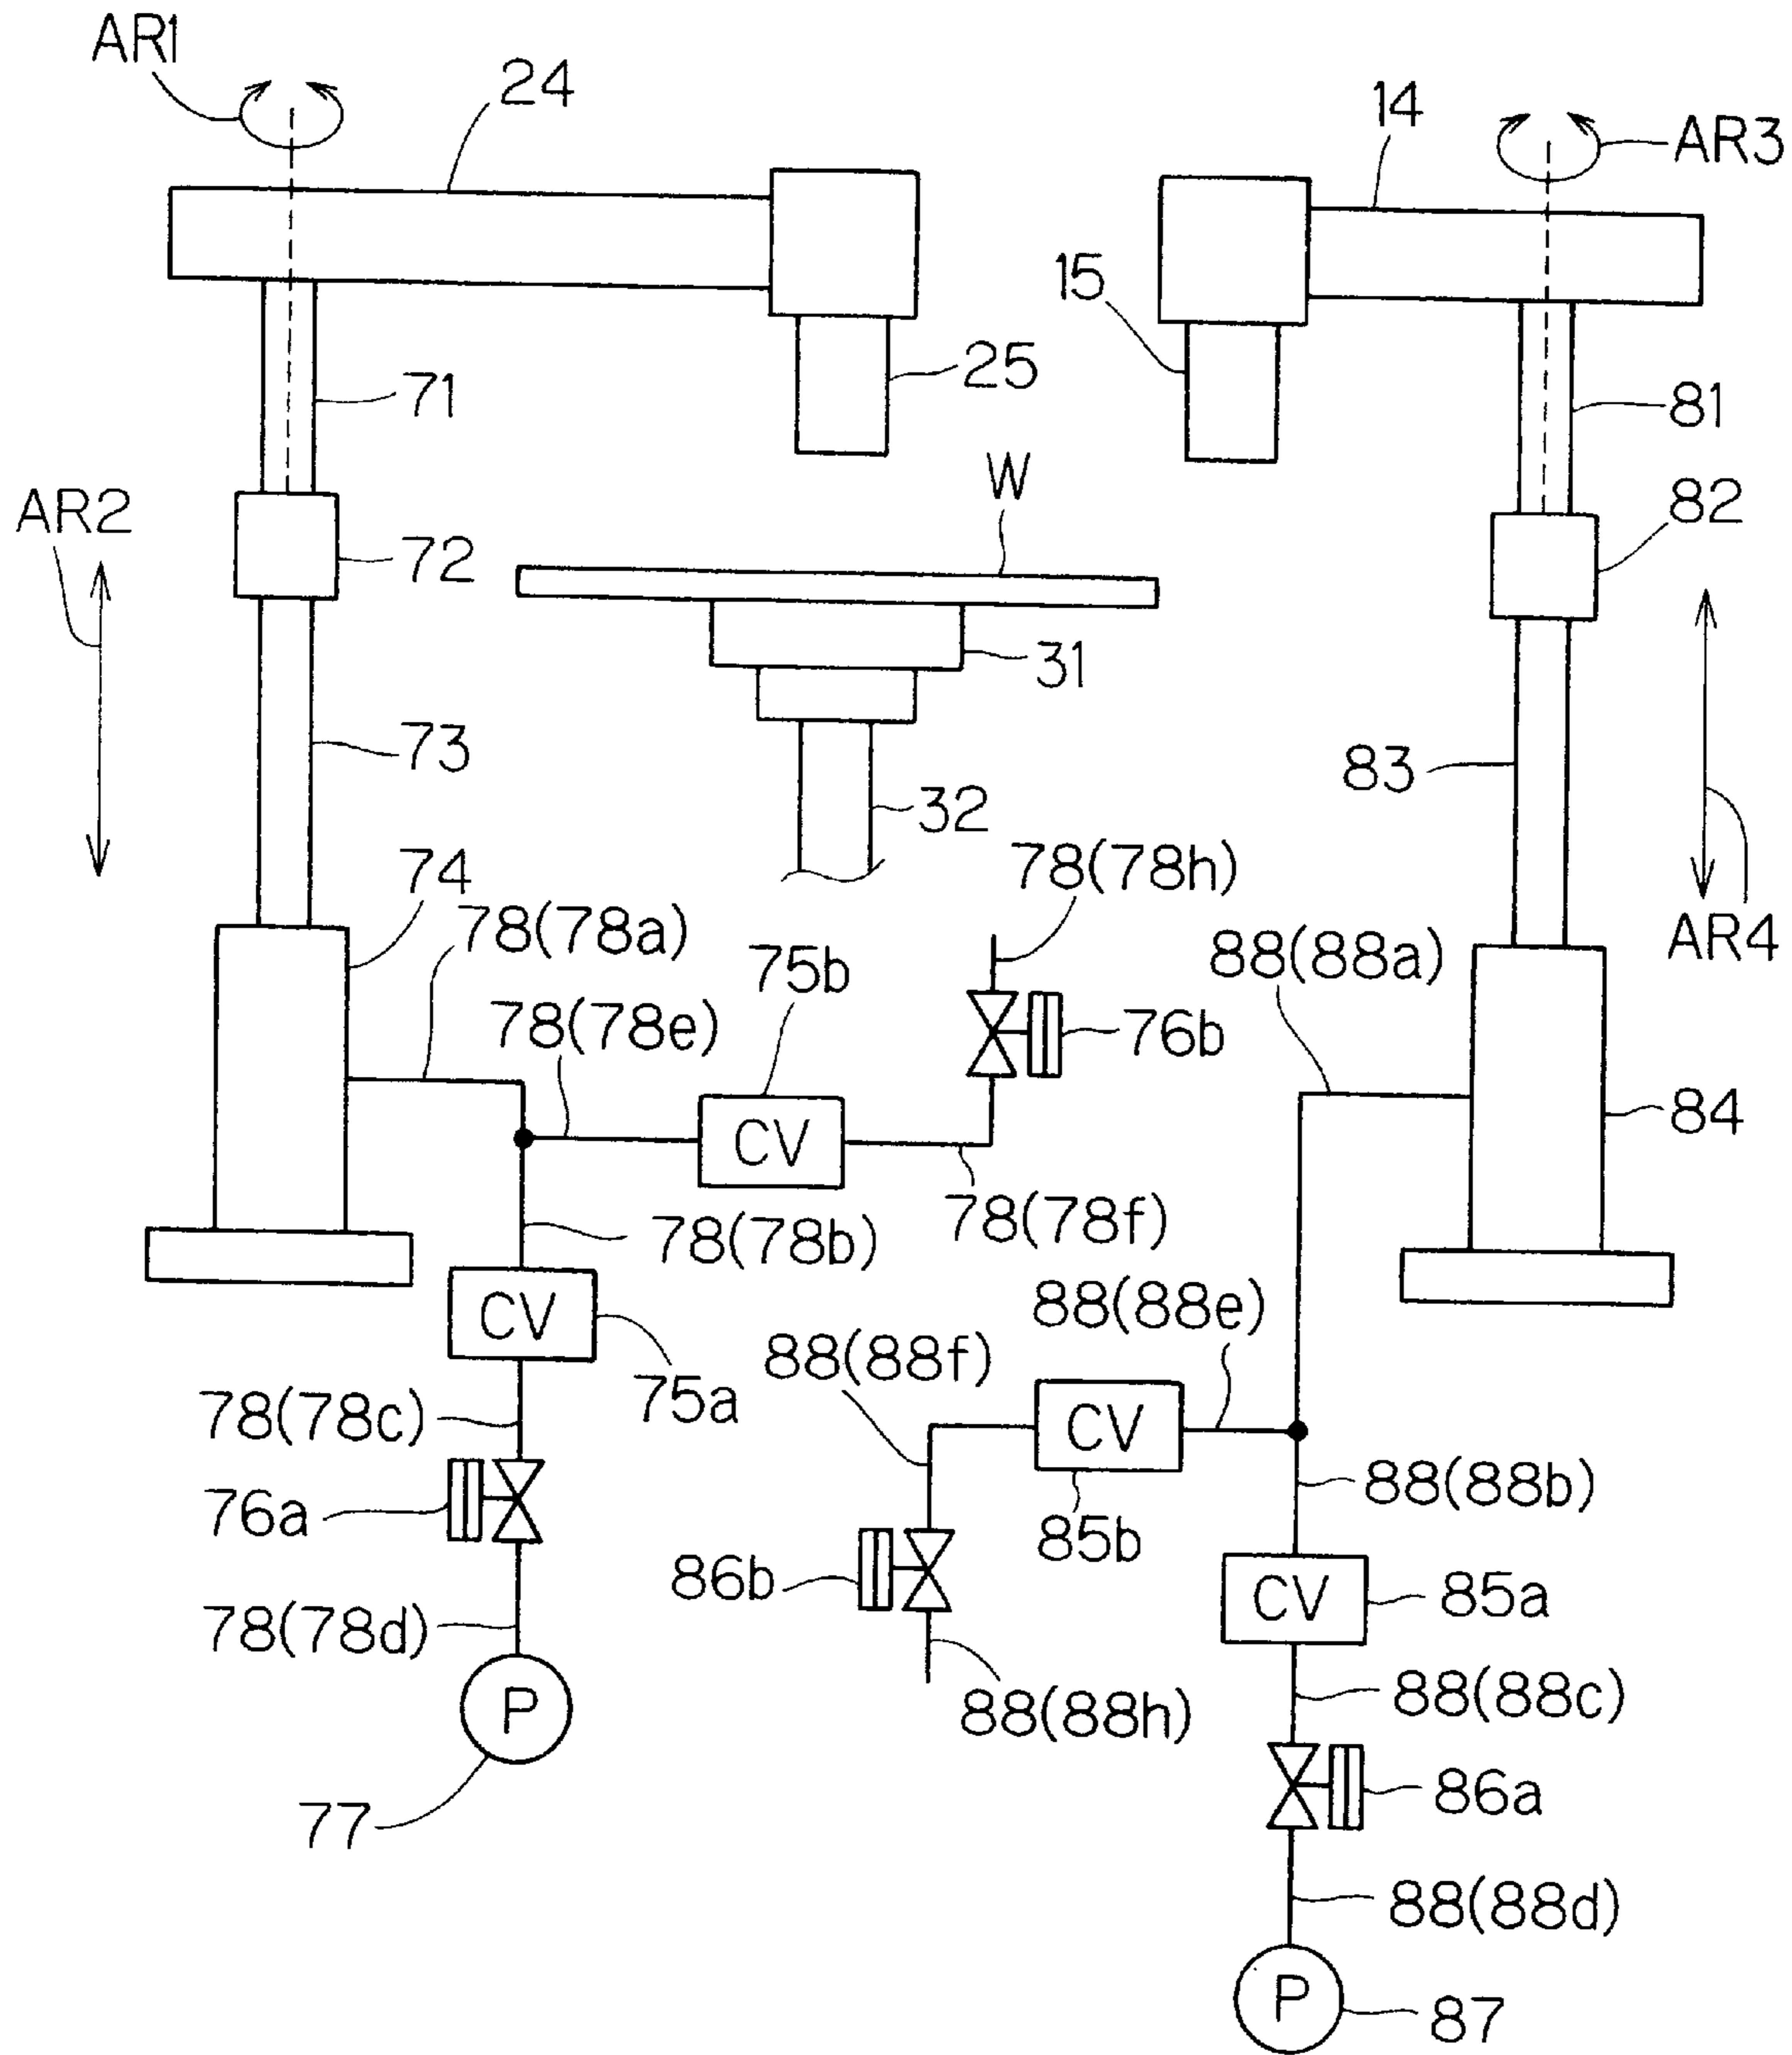 AR1
24
14
AR3
15
25
71
81
W
AR2
82
72
31
73
83
32
74
78(78h)
78(78a)
AR4
88(88a)
75b
78(78e)
76b
84
CV
78(78b)
78(78f)
88(88e)
CV
88(88f)
75a
78(78c)
CV
88(88b)
76a
85b
86b
CV
85a
78(78d)
P
88(88h)
88(88c)
77
86a
88(88d)
P
87